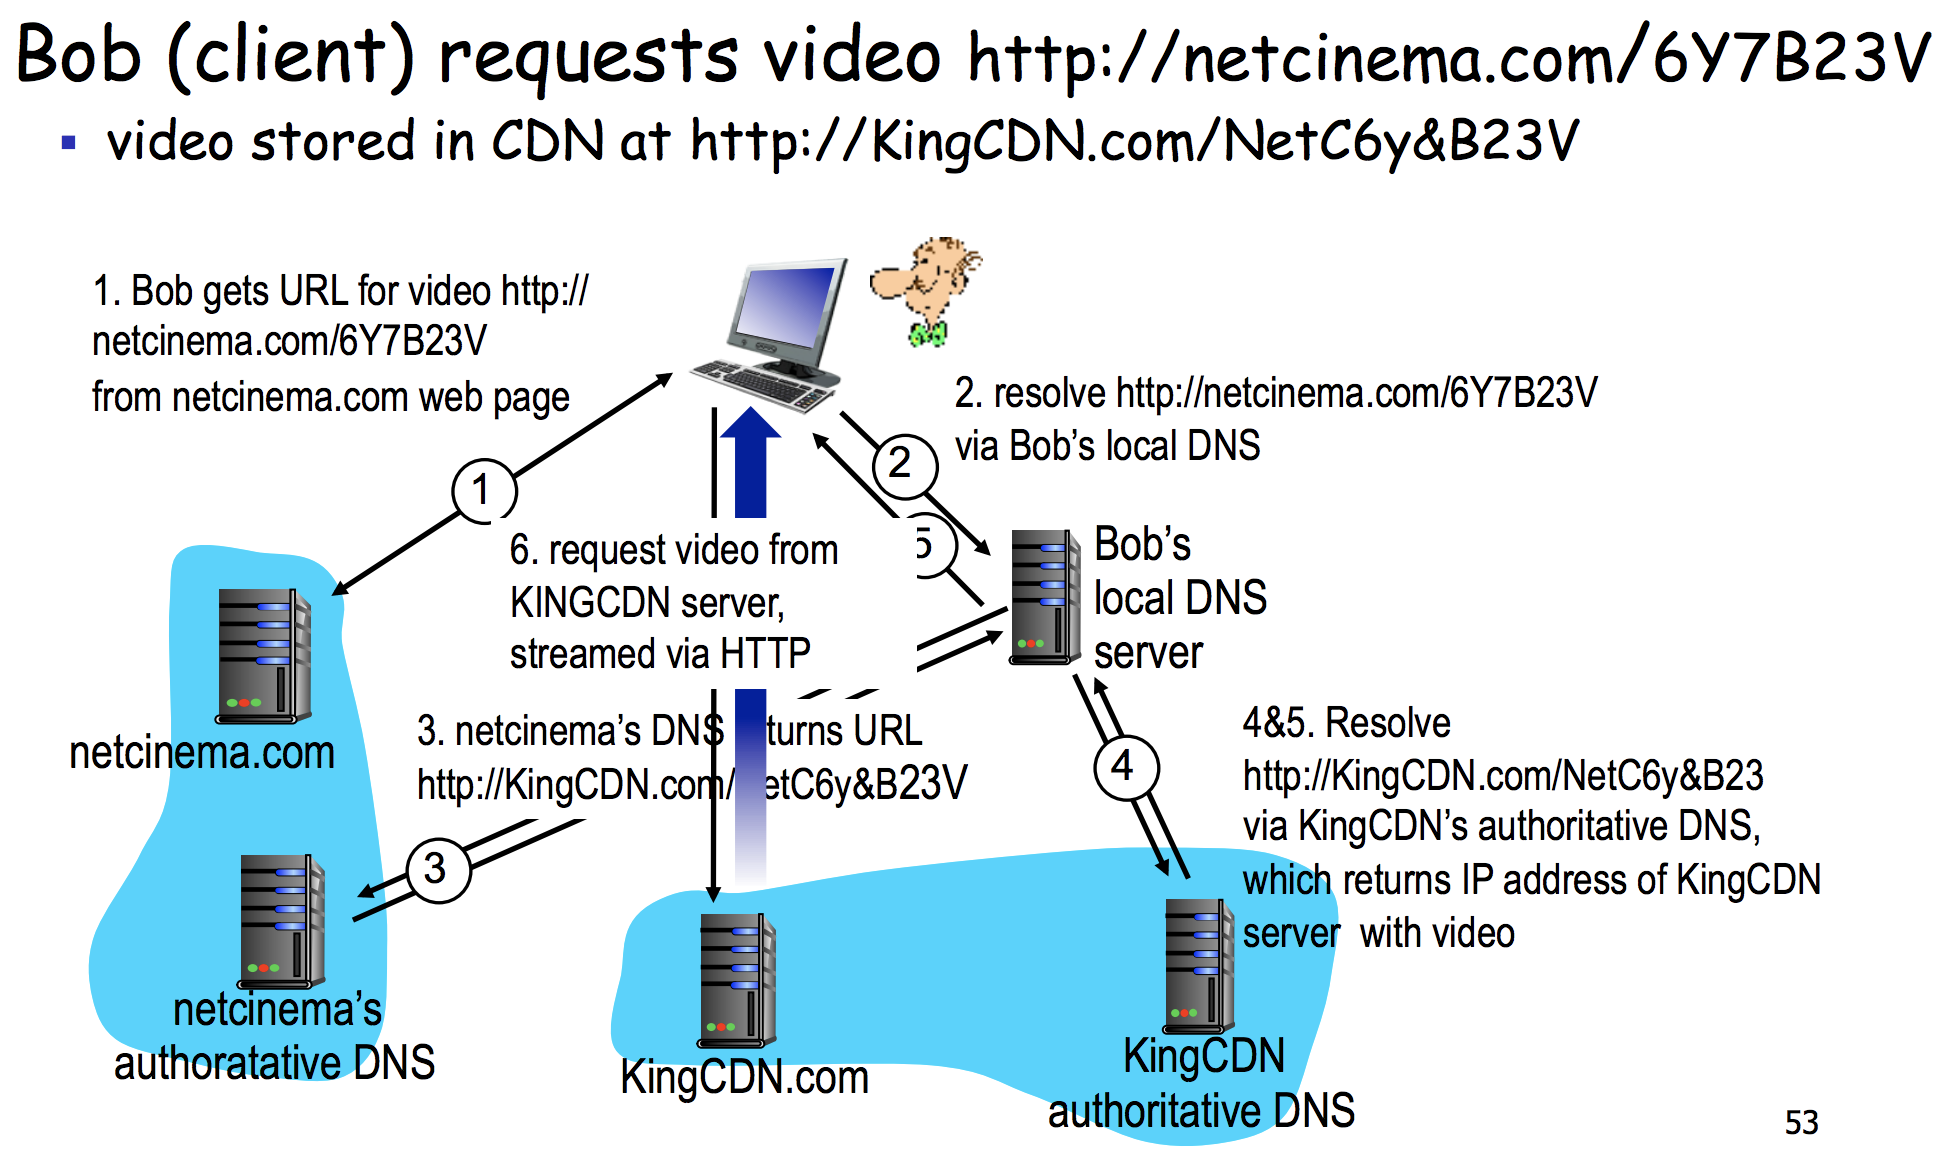 Bob (client) requests video http://netcinema.com/6Y7B23V
▪ video stored in CDN at http://KingCDN.com/NetC6y&B23V
1. Bob gets URL for video http://
netcinema.com/6Y7B23V
from netcinema.com web page
2. resolve http://netcinema.com/6Y7B23V
via Bob's local DNS
1
2
5
6. request video from
KINGCDN server,
streamed via HTTP
Bob's
local DNS
server
netcinema.com
3. netcinema's DNS turns URL
http://KingCDN.com/NetC6y&B23V
4&5. Resolve
http://KingCDN.com/NetC6y&B23
via KingCDN's authoritative DNS,
which returns IP address of KingCDN
server with video
4
3
netcinema's
authoratative DNS
KingCDN.com
KingCDN
authoritative DNS
53